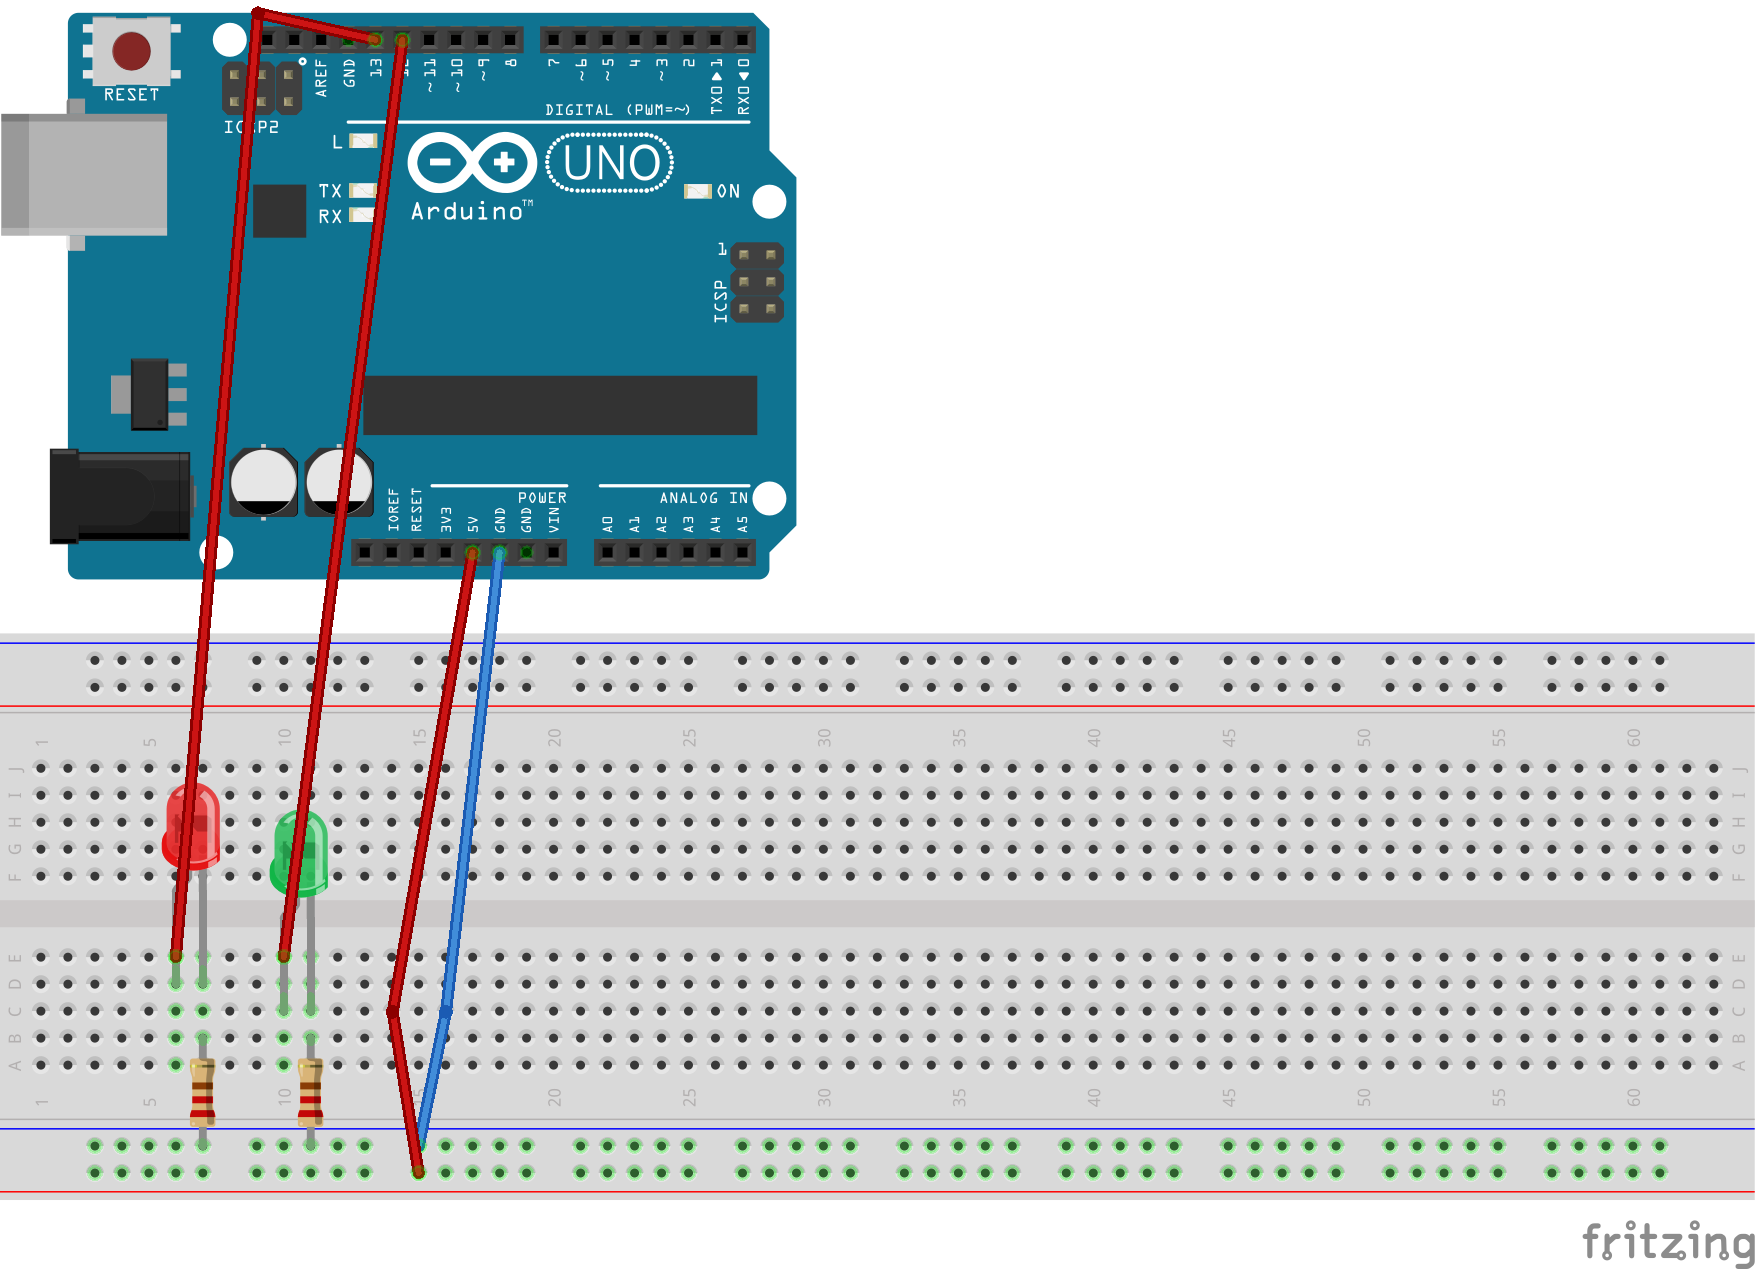 RESET
ICSP2
AREF
GND
13
12
~11
~10
~9
8
7
~6
~5
4
~3
2
TX0▶1
RX0◀0
DIGITAL (PWM=~)
L
TX
RX
UNO
Arduino™
ON
1
ICSP
POWER
ANALOG IN
IOREF
RESET
3V3
5V
GND
GND
VIN
A0
A1
A2
A3
A4
A5
1 5 10 15 20 25 30 35 40 45 50 55 60
J J
I I
H H
G G
F F
E E
D D
C C
B B
A A
1 5 10 15 20 25 30 35 40 45 50 55 60
fritzing